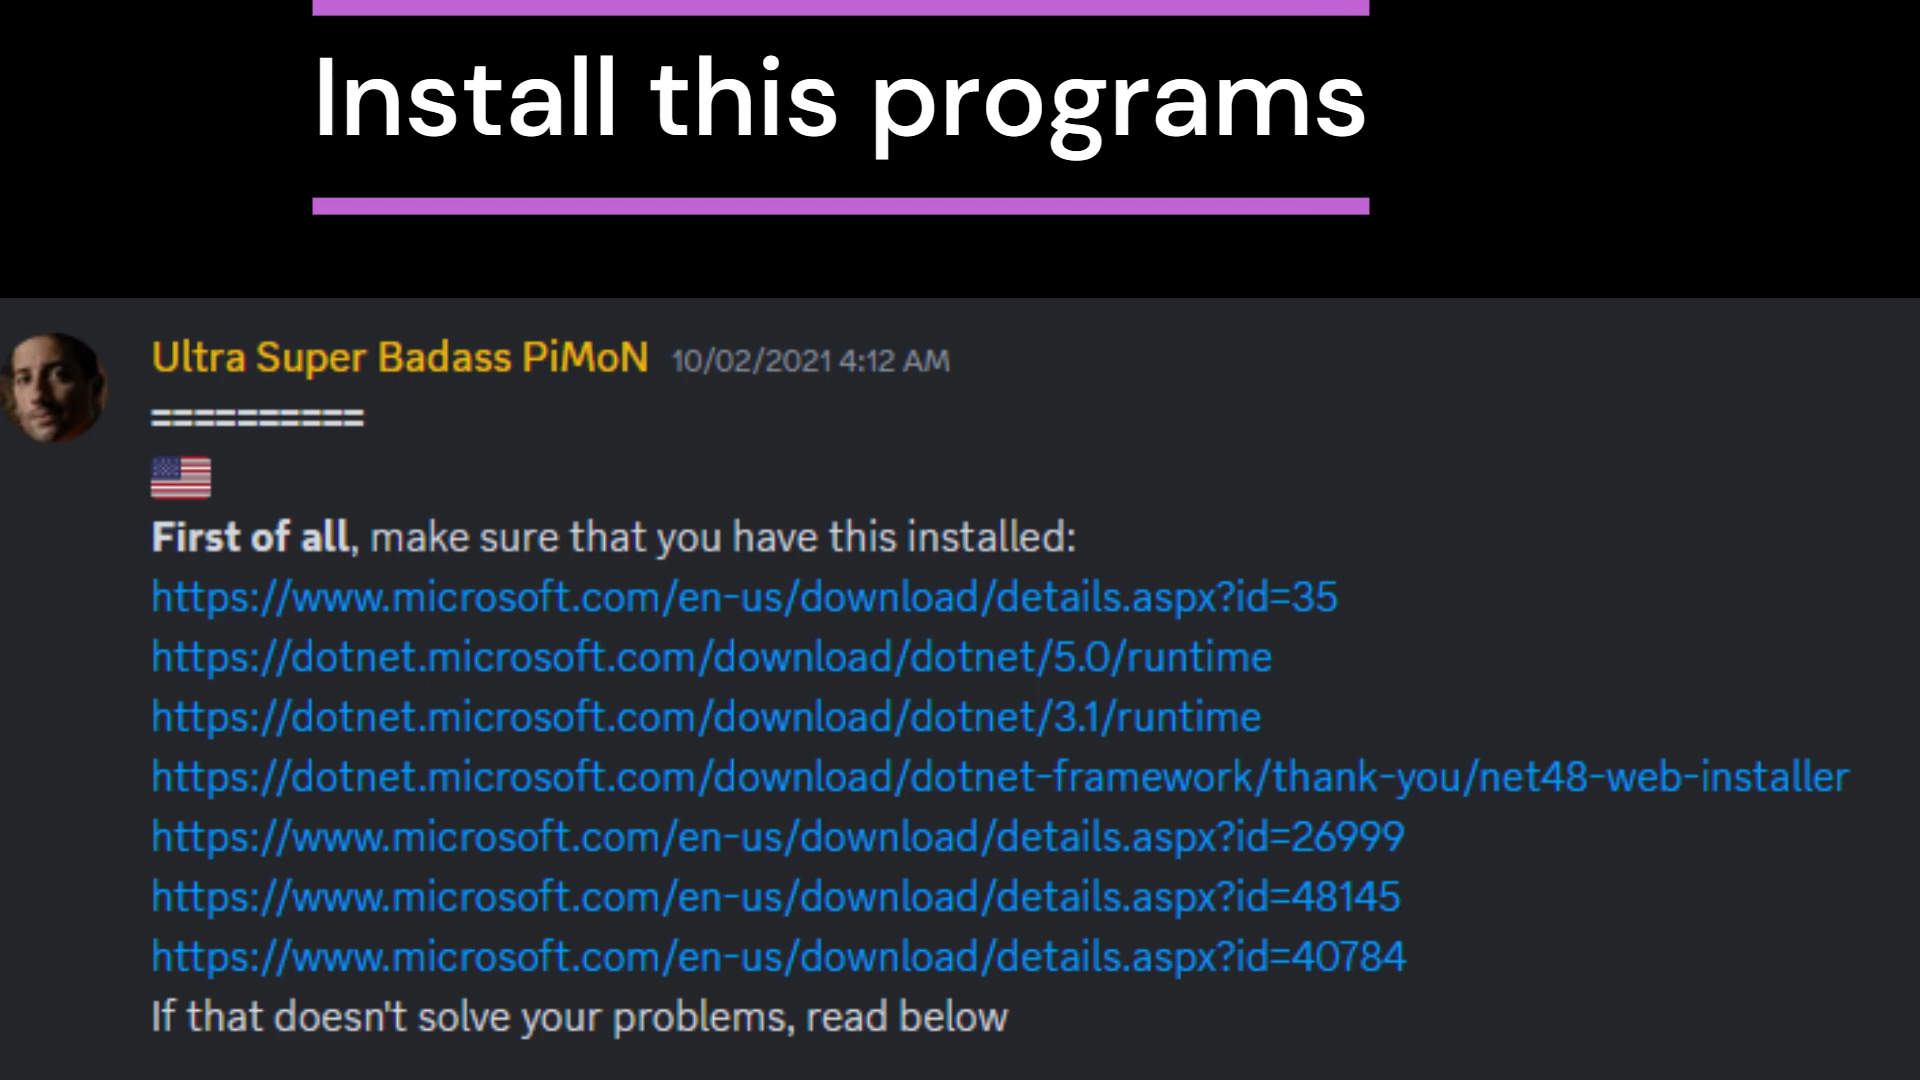 Install this programs
Ultra Super Badass PiMoN 10/02/2021 4:12 AM
==========
First of all, make sure that you have this installed:
https://www.microsoft.com/en-us/download/details.aspx?id=35
https://dotnet.microsoft.com/download/dotnet/5.0/runtime
https://dotnet.microsoft.com/download/dotnet/3.1/runtime
https://dotnet.microsoft.com/download/dotnet-framework/thank-you/net48-web-installer
https://www.microsoft.com/en-us/download/details.aspx?id=26999
https://www.microsoft.com/en-us/download/details.aspx?id=48145
https://www.microsoft.com/en-us/download/details.aspx?id=40784
If that doesn't solve your problems, read below